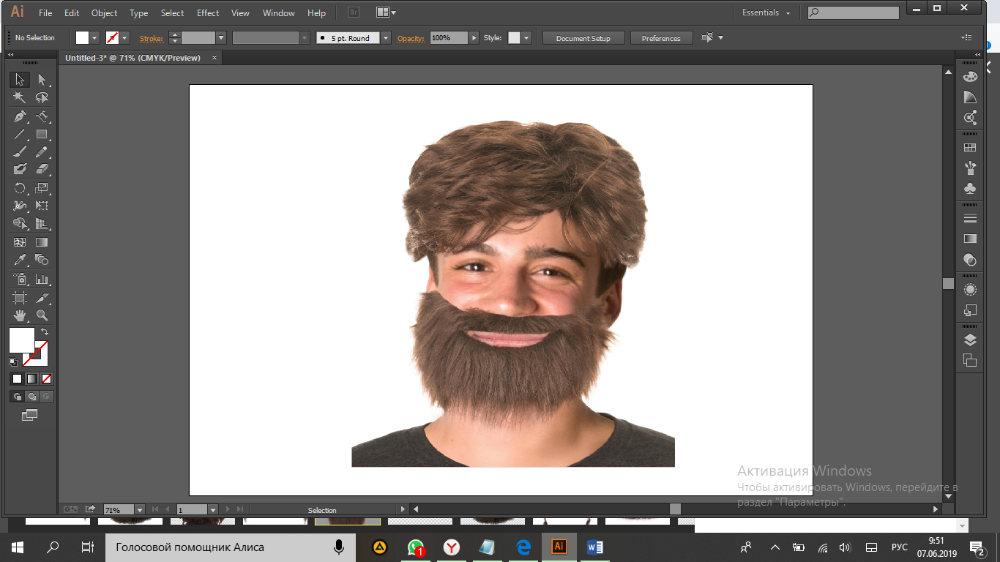 Ai File Edit Object Type Select Effect View Window Help Br Essentials
No Selection Stroke: 5 pt. Round Opacity: 100% Style: Document Setup Preferences
Untitled-3* @ 71% (CMYK/Preview) ×
Активация Windows
Чтобы активировать Windows, перейдите в
раздел "Параметры".
71% 1 Selection
Голосовой помощник Алиса
1
Ai
РУС
9:51
07.06.2019
2